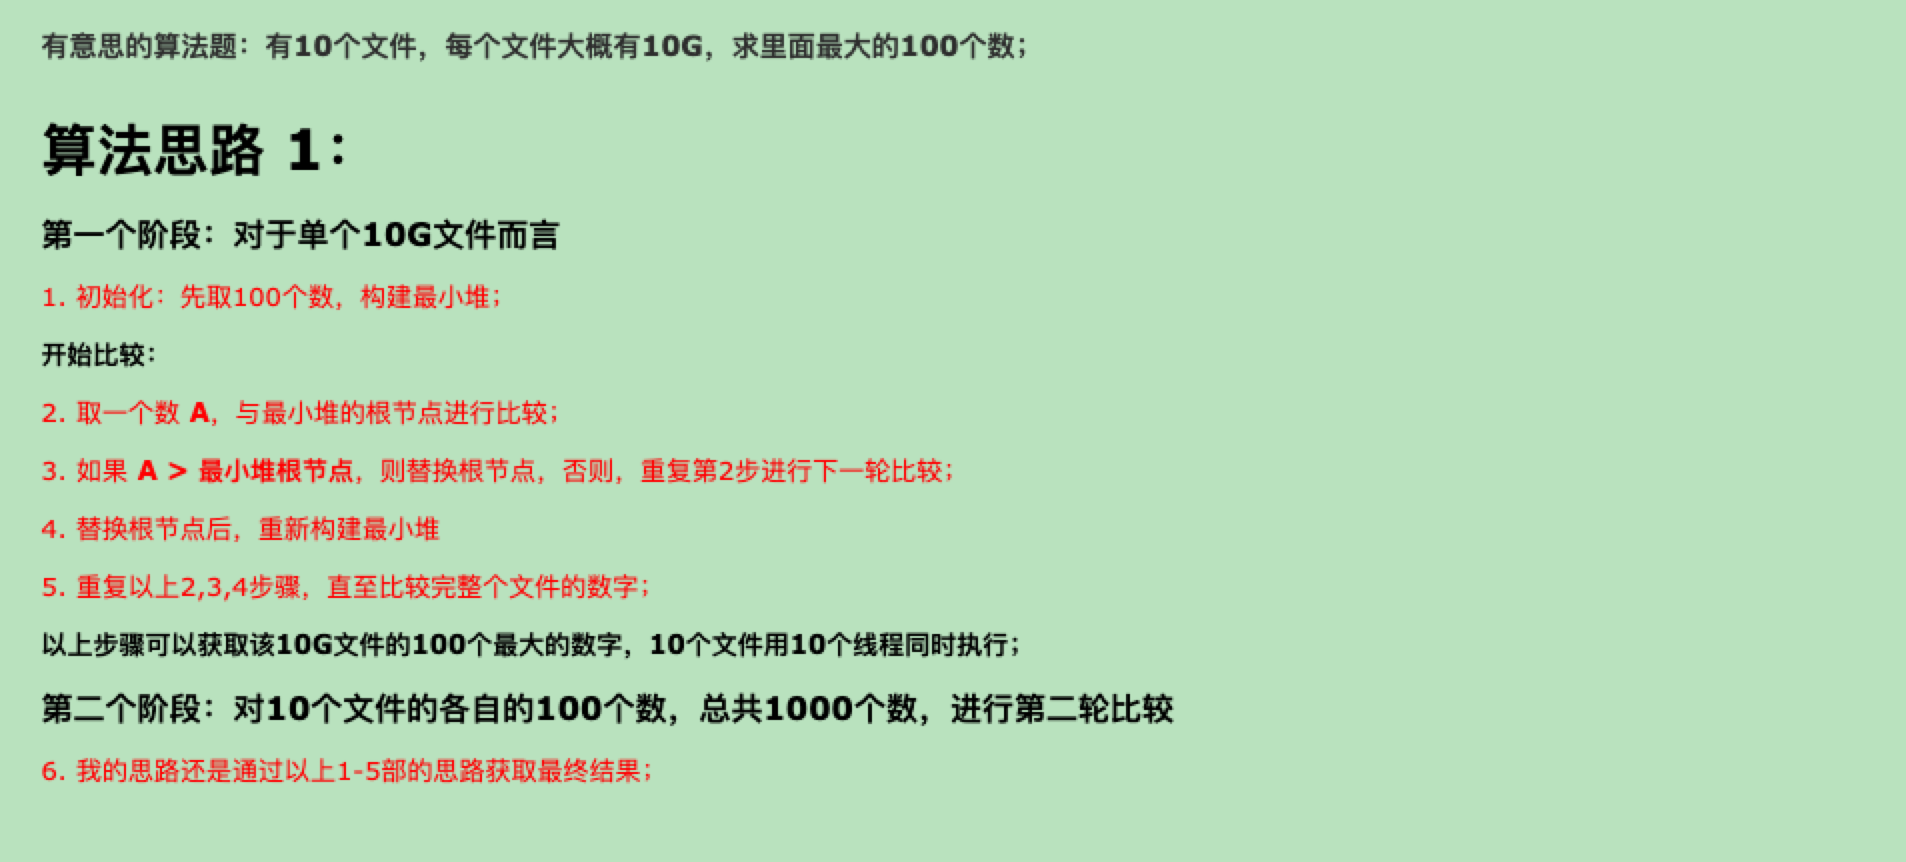 有意思的算法题：有10个文件，每个文件大概有10G，求里面最大的100个数；
算法思路 1：
第一个阶段：对于单个10G文件而言
1. 初始化：先取100个数，构建最小堆；
开始比较：
2. 取一个数 A，与最小堆的根节点进行比较；
3. 如果 A > 最小堆根节点，则替换根节点，否则，重复第2步进行下一轮比较；
4. 替换根节点后，重新构建最小堆
5. 重复以上2,3,4步骤，直至比较完整个文件的数字；
以上步骤可以获取该10G文件的100个最大的数字，10个文件用10个线程同时执行；
第二个阶段：对10个文件的各自的100个数，总共1000个数，进行第二轮比较
6. 我的思路还是通过以上1-5部的思路获取最终结果；